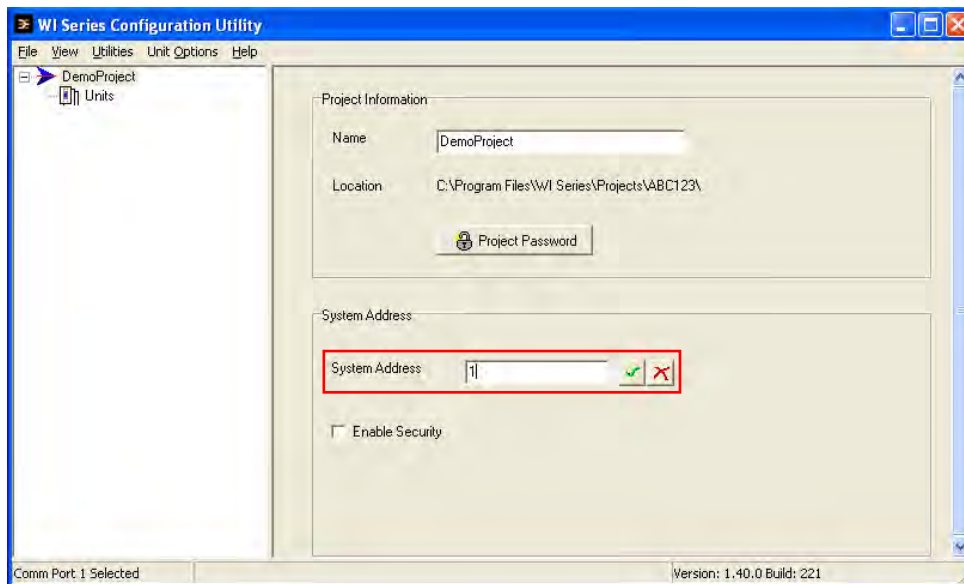 WI Series Configuration Utility
File View Utilities Unit Options Help
DemoProject
Units
Project Information
Name DemoProject
Location C:\Program Files\WI Series\Projects\ABC123\
Project Password
System Address
System Address 1
Enable Security
Comm Port 1 Selected Version: 1.40.0 Build: 221